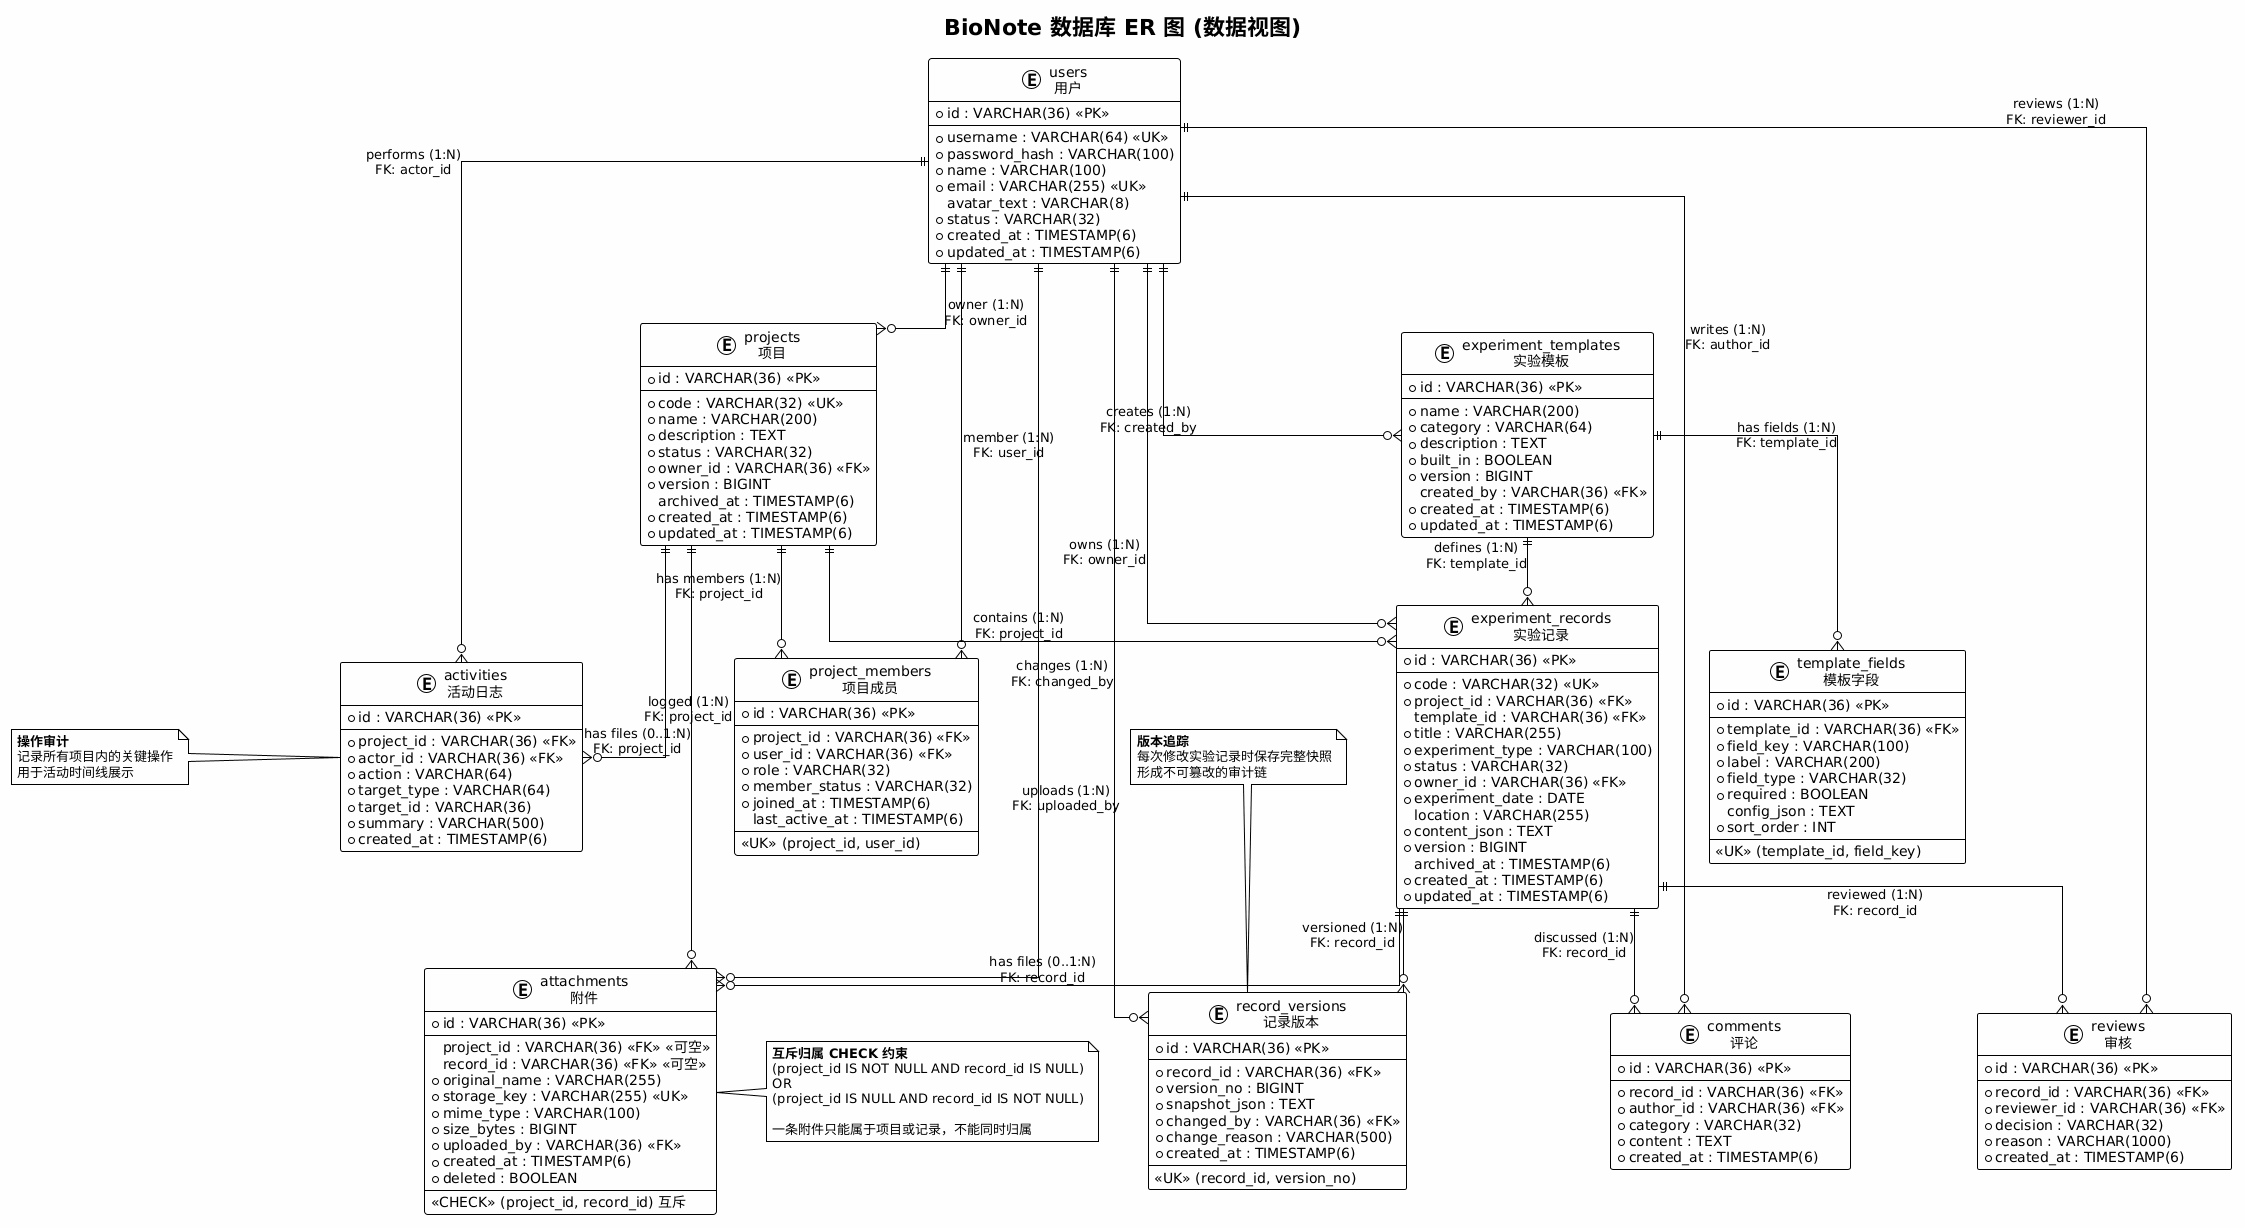 BioNote 数据库 ER 图 (数据视图)
E
users
用户
id : VARCHAR(36) «PK»
username : VARCHAR(64) «UK»
password_hash : VARCHAR(100)
name : VARCHAR(100)
email : VARCHAR(255) «UK»
avatar_text : VARCHAR(8)
status : VARCHAR(32)
created_at : TIMESTAMP(6)
updated_at : TIMESTAMP(6)
reviews (1:N)
FK: reviewer_id
performs (1:N)
FK: actor_id
owner (1:N)
FK: owner_id
writes (1:N)
FK: author_id
E
projects
项目
id : VARCHAR(36) «PK»
code : VARCHAR(32) «UK»
name : VARCHAR(200)
description : TEXT
status : VARCHAR(32)
owner_id : VARCHAR(36) «FK»
version : BIGINT
archived_at : TIMESTAMP(6)
created_at : TIMESTAMP(6)
updated_at : TIMESTAMP(6)
member (1:N)
FK: user_id
creates (1:N)
FK: created_by
E
experiment_templates
实验模板
id : VARCHAR(36) «PK»
name : VARCHAR(200)
category : VARCHAR(64)
description : TEXT
built_in : BOOLEAN
version : BIGINT
created_by : VARCHAR(36) «FK»
created_at : TIMESTAMP(6)
updated_at : TIMESTAMP(6)
has fields (1:N)
FK: template_id
owns (1:N)
FK: owner_id
defines (1:N)
FK: template_id
has members (1:N)
FK: project_id
contains (1:N)
FK: project_id
changes (1:N)
FK: changed_by
E
activities
活动日志
id : VARCHAR(36) «PK»
project_id : VARCHAR(36) «FK»
actor_id : VARCHAR(36) «FK»
action : VARCHAR(64)
target_type : VARCHAR(64)
target_id : VARCHAR(36)
summary : VARCHAR(500)
created_at : TIMESTAMP(6)
操作审计
记录所有项目内的关键操作
用于活动时间线展示
logged (1:N)
FK: project_id
has files (0..1:N)
FK: project_id
E
project_members
项目成员
id : VARCHAR(36) «PK»
project_id : VARCHAR(36) «FK»
user_id : VARCHAR(36) «FK»
role : VARCHAR(32)
member_status : VARCHAR(32)
joined_at : TIMESTAMP(6)
last_active_at : TIMESTAMP(6)
«UK» (project_id, user_id)
版本追踪
每次修改实验记录时保存完整快照
形成不可篡改的审计链
uploads (1:N)
FK: uploaded_by
E
experiment_records
实验记录
id : VARCHAR(36) «PK»
code : VARCHAR(32) «UK»
project_id : VARCHAR(36) «FK»
template_id : VARCHAR(36) «FK»
title : VARCHAR(255)
experiment_type : VARCHAR(100)
status : VARCHAR(32)
owner_id : VARCHAR(36) «FK»
experiment_date : DATE
location : VARCHAR(255)
content_json : TEXT
version : BIGINT
archived_at : TIMESTAMP(6)
created_at : TIMESTAMP(6)
updated_at : TIMESTAMP(6)
E
template_fields
模板字段
id : VARCHAR(36) «PK»
template_id : VARCHAR(36) «FK»
field_key : VARCHAR(100)
label : VARCHAR(200)
field_type : VARCHAR(32)
required : BOOLEAN
config_json : TEXT
sort_order : INT
«UK» (template_id, field_key)
reviewed (1:N)
FK: record_id
versioned (1:N)
FK: record_id
discussed (1:N)
FK: record_id
has files (0..1:N)
FK: record_id
E
attachments
附件
id : VARCHAR(36) «PK»
project_id : VARCHAR(36) «FK» «可空»
record_id : VARCHAR(36) «FK» «可空»
original_name : VARCHAR(255)
storage_key : VARCHAR(255) «UK»
mime_type : VARCHAR(100)
size_bytes : BIGINT
uploaded_by : VARCHAR(36) «FK»
created_at : TIMESTAMP(6)
deleted : BOOLEAN
«CHECK» (project_id, record_id) 互斥
互斥归属 CHECK 约束
(project_id IS NOT NULL AND record_id IS NULL)
OR
(project_id IS NULL AND record_id IS NOT NULL)
一条附件只能属于项目或记录，不能同时归属
E
record_versions
记录版本
id : VARCHAR(36) «PK»
record_id : VARCHAR(36) «FK»
version_no : BIGINT
snapshot_json : TEXT
changed_by : VARCHAR(36) «FK»
change_reason : VARCHAR(500)
created_at : TIMESTAMP(6)
«UK» (record_id, version_no)
E
comments
评论
id : VARCHAR(36) «PK»
record_id : VARCHAR(36) «FK»
author_id : VARCHAR(36) «FK»
category : VARCHAR(32)
content : TEXT
created_at : TIMESTAMP(6)
E
reviews
审核
id : VARCHAR(36) «PK»
record_id : VARCHAR(36) «FK»
reviewer_id : VARCHAR(36) «FK»
decision : VARCHAR(32)
reason : VARCHAR(1000)
created_at : TIMESTAMP(6)